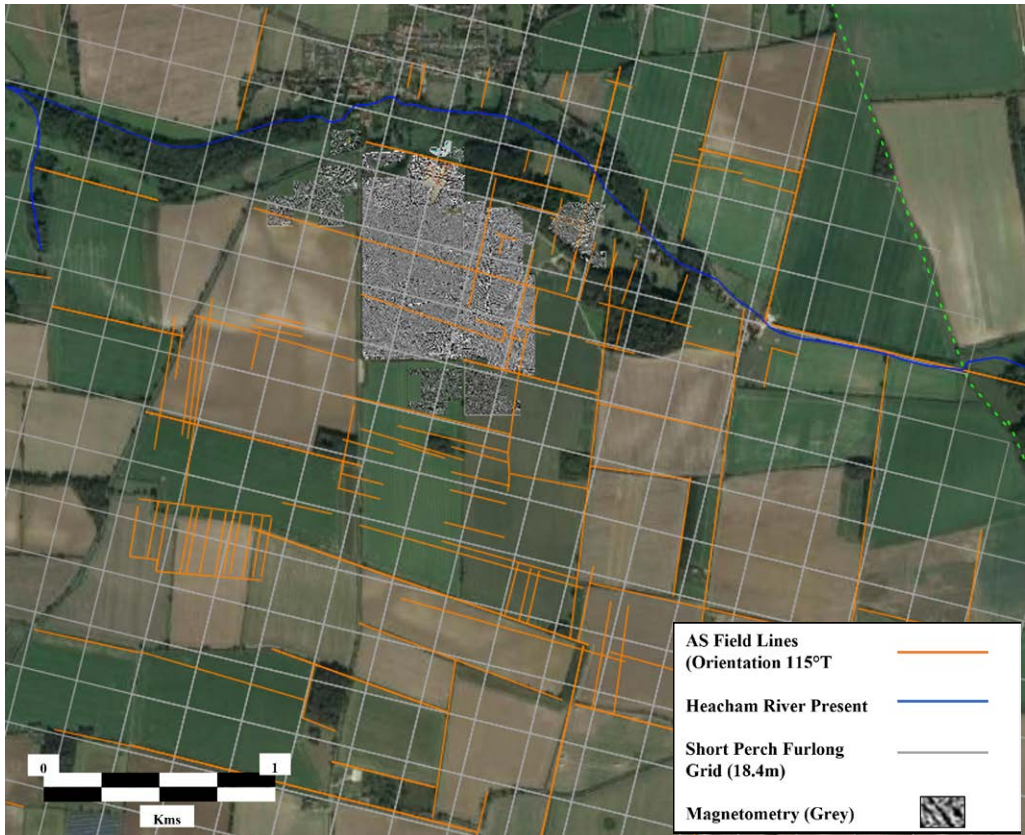 AS Field Lines
(Orientation 115°T
Heacham River Present
Short Perch Furlong
Grid (18.4m)
Magnetometry (Grey)
0
1
Kms